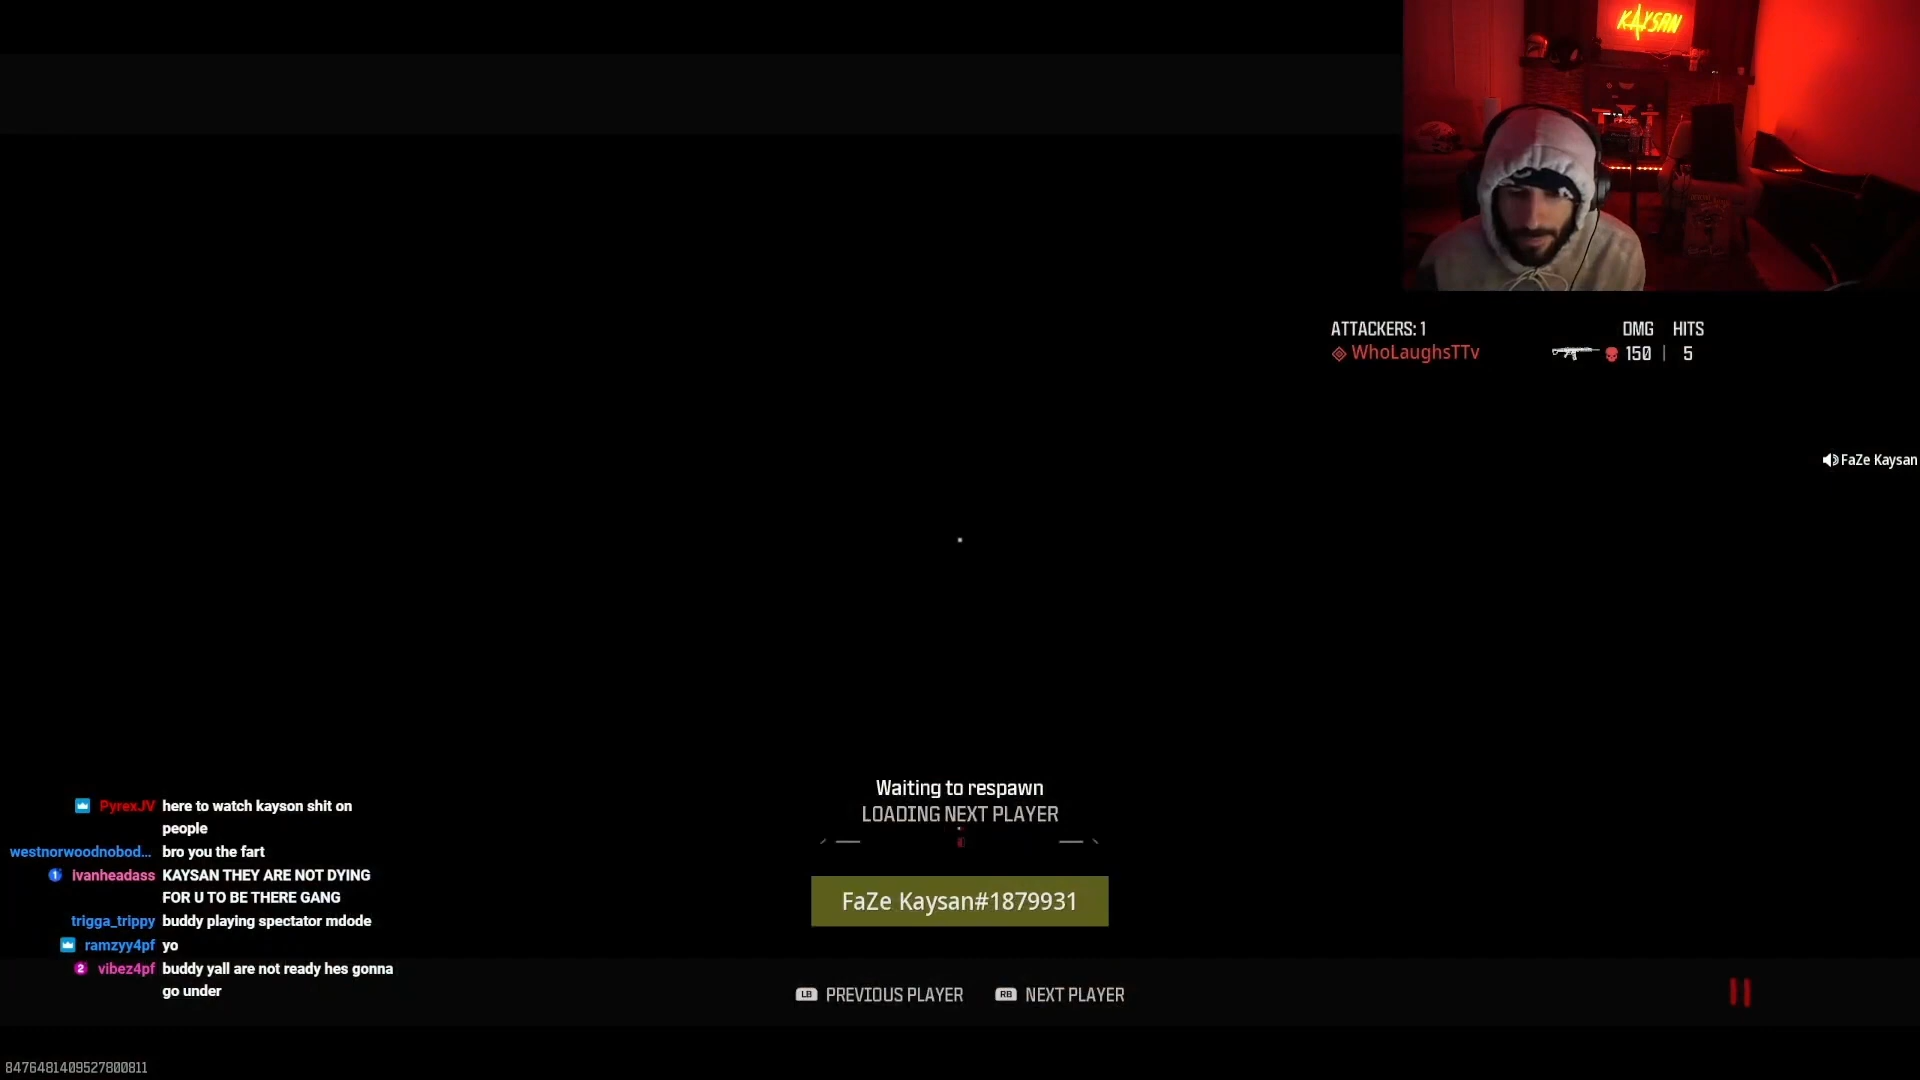 KAYSAN
ATTACKERS: 1 DMG HITS
WhoLaughsTTv 150 | 5
FaZe Kaysan
Waiting to respawn
LOADING NEXT PLAYER
FaZe Kaysan#1879931
PyrexJV here to watch kayson shit on
people
westnorwoodnobod... bro you the fart
1 ivanheadass KAYSAN THEY ARE NOT DYING
FOR U TO BE THERE GANG
trigga_trippy buddy playing spectator mdode
ramzyy4pf yo
2 vibez4pf buddy yall are not ready hes gonna
go under
LB PREVIOUS PLAYER RB NEXT PLAYER
8476481409527800811